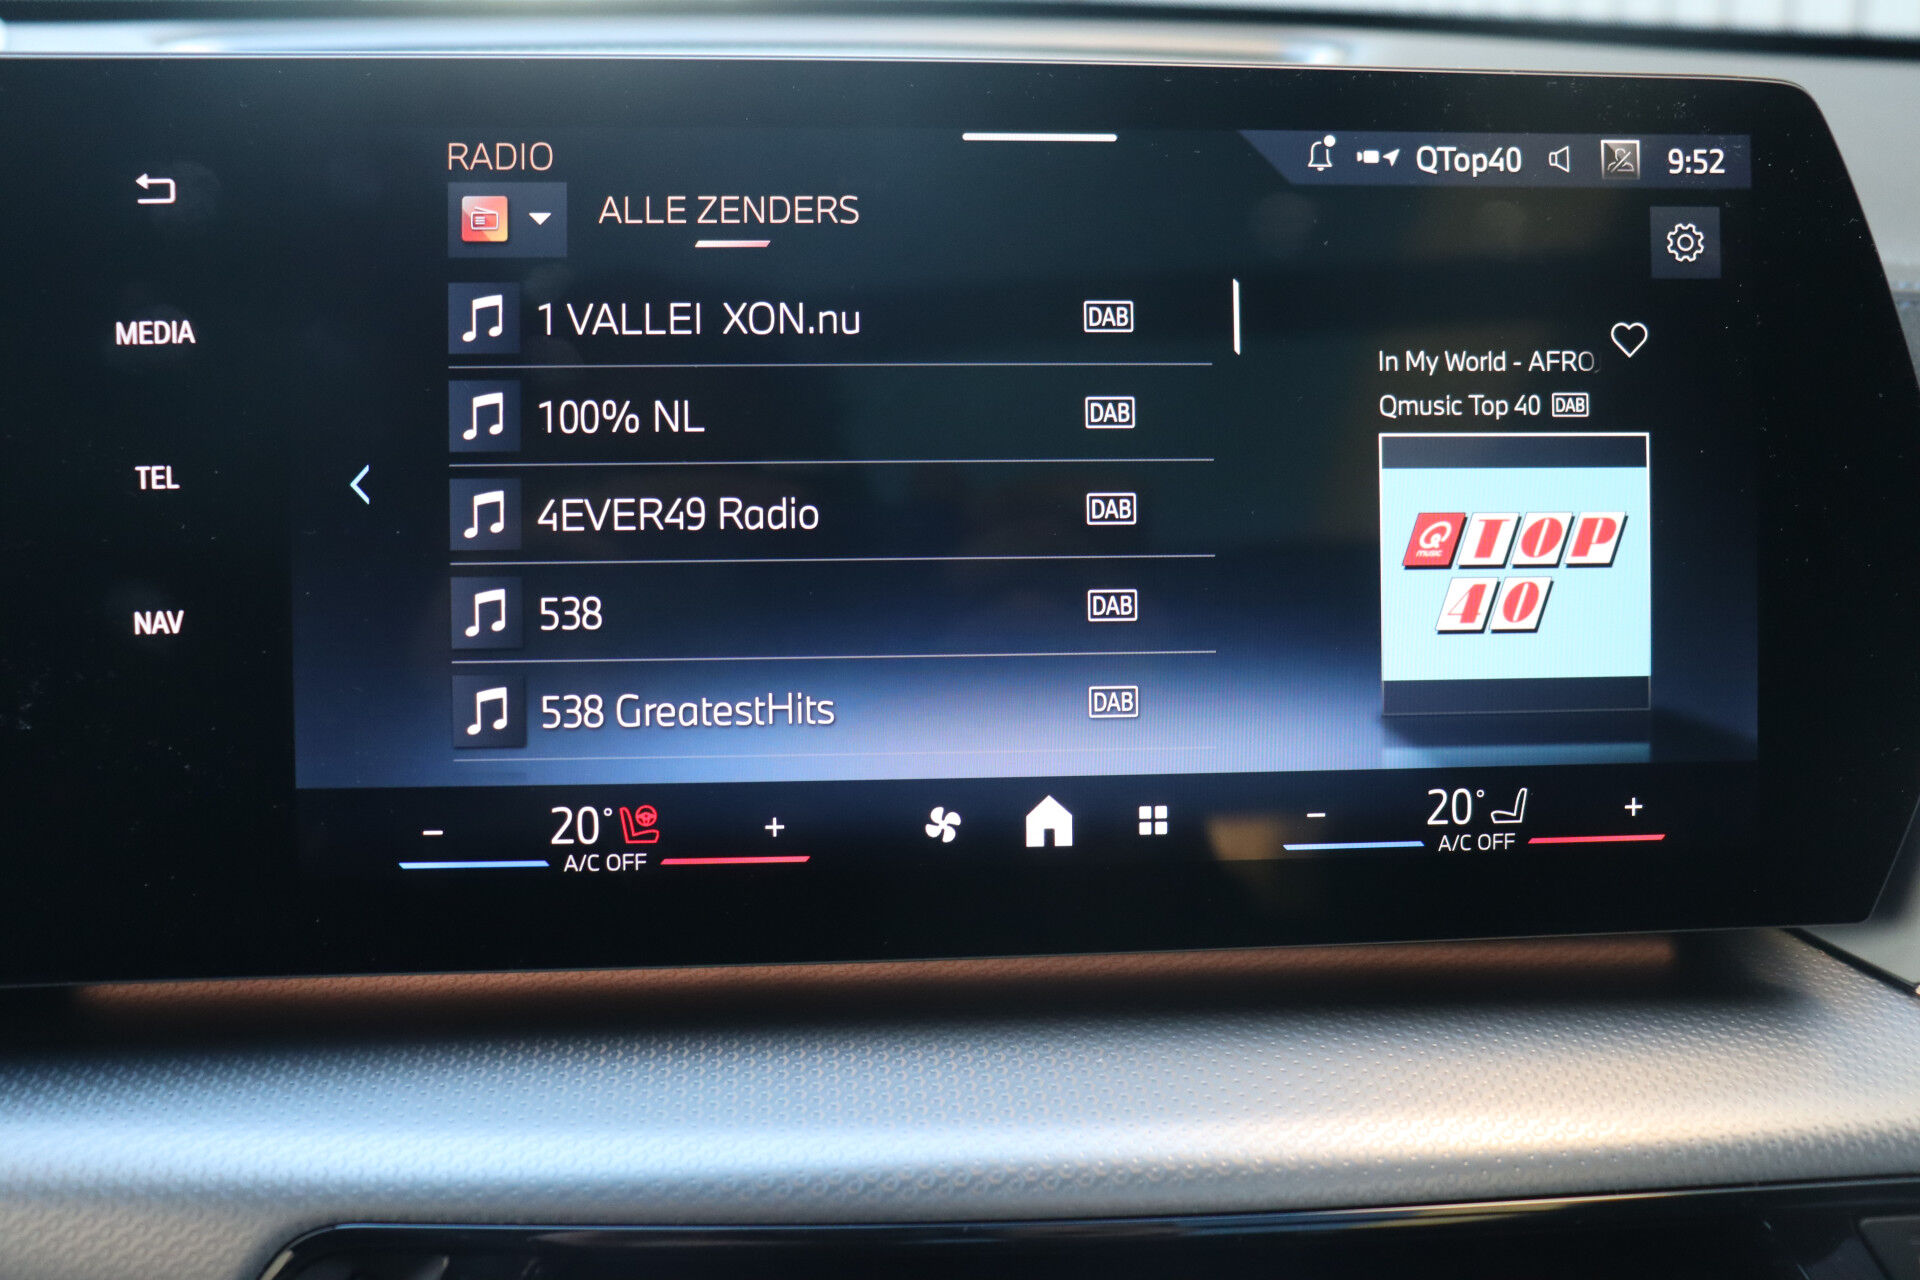 RADIO
QTop40 9:52
ALLE ZENDERS
MEDIA
TEL
NAV
1 VALLEI XON.nu DAB
100% NL DAB
4EVER49 Radio DAB
538 DAB
538 GreatestHits DAB
In My World - AFRO
Qmusic Top 40 DAB
Q music TOP
40
- 20° +
A/C OFF
- 20° +
A/C OFF